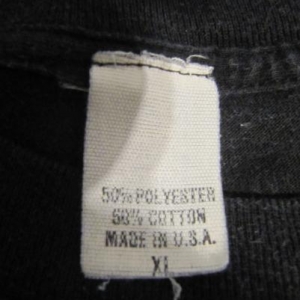 50% POLYESTER
50% COTTON
MADE IN U.S.A.
XL